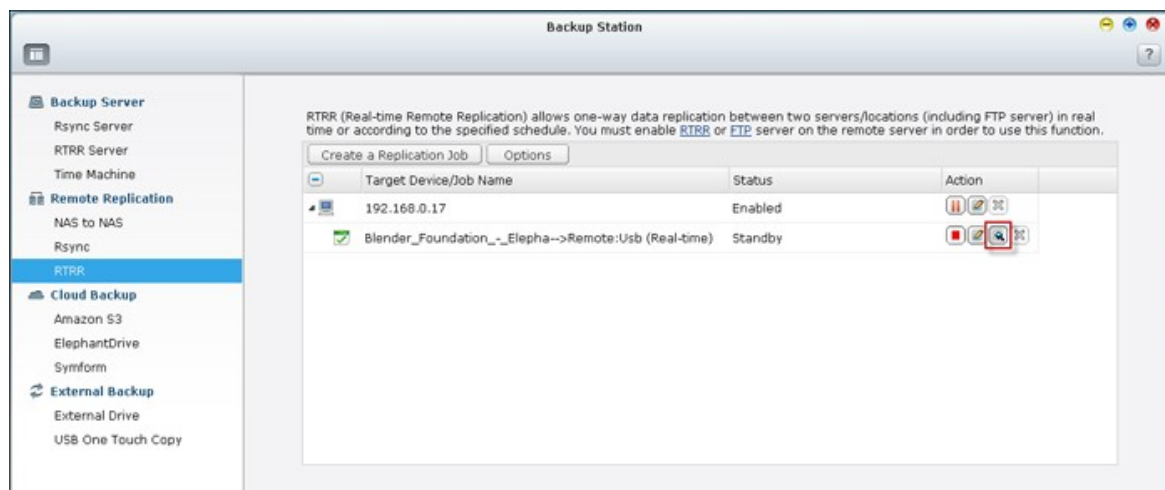 Backup Station
?
Backup Server
Rsync Server
RTRR Server
Time Machine
Remote Replication
NAS to NAS
Rsync
RTRR
Cloud Backup
Amazon S3
ElephantDrive
Symform
External Backup
External Drive
USB One Touch Copy
RTRR (Real-time Remote Replication) allows one-way data replication between two servers/locations (including FTP server) in real
time or according to the specified schedule. You must enable RTRR or FTP server on the remote server in order to use this function.
Create a Replication Job Options
Target Device/Job Name Status Action
192.168.0.17 Enabled
Blender_Foundation_-_Elepha-->Remote:Usb (Real-time) Standby